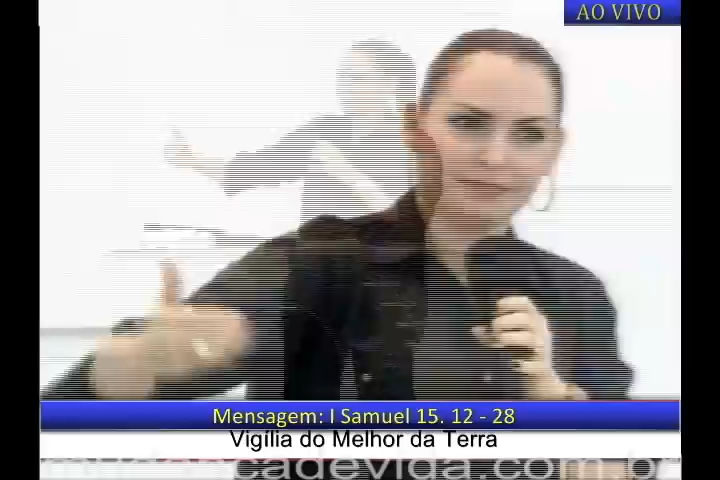 AO VIVO
Mensagem: I Samuel 15. 12 - 28
Vigília do Melhor da Terra